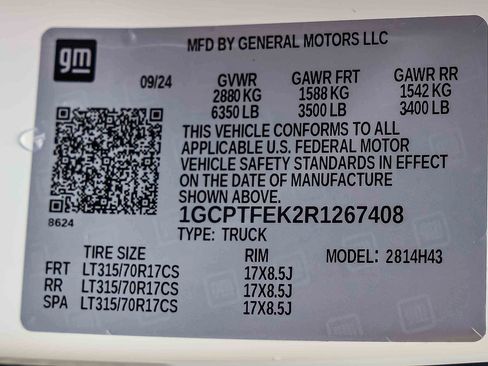 gm
MFD BY GENERAL MOTORS LLC
09/24 GVWR GAWR FRT GAWR RR
2880 KG 1588 KG 1542 KG
6350 LB 3500 LB 3400 LB
THIS VEHICLE CONFORMS TO ALL
APPLICABLE U.S. FEDERAL MOTOR
VEHICLE SAFETY STANDARDS IN EFFECT
ON THE DATE OF MANUFACTURE
SHOWN ABOVE.
8624
1GCPTFEK2R1267408
TYPE: TRUCK
TIRE SIZE RIM MODEL: 2814H43
FRT LT315/70R17CS 17X8.5J
RR LT315/70R17CS 17X8.5J
SPA LT315/70R17CS 17X8.5J